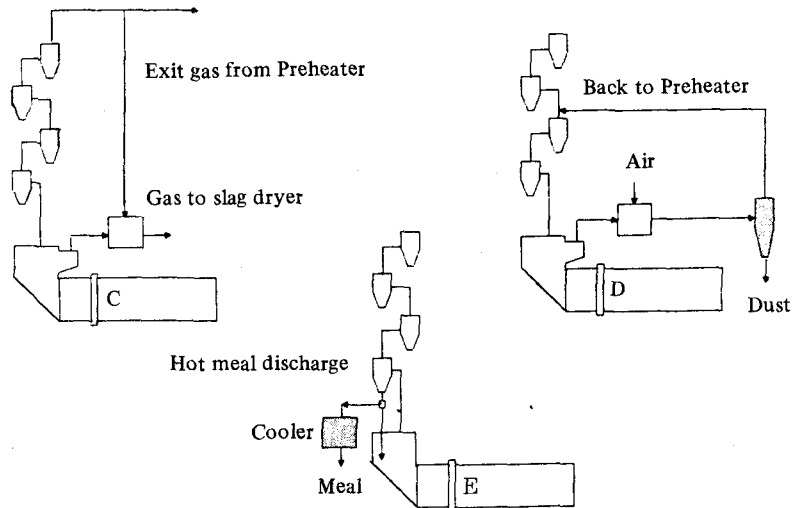 Exit gas from Preheater
Gas to slag dryer
C
Back to Preheater
Air
D
Dust
Hot meal discharge
Cooler
Meal
E